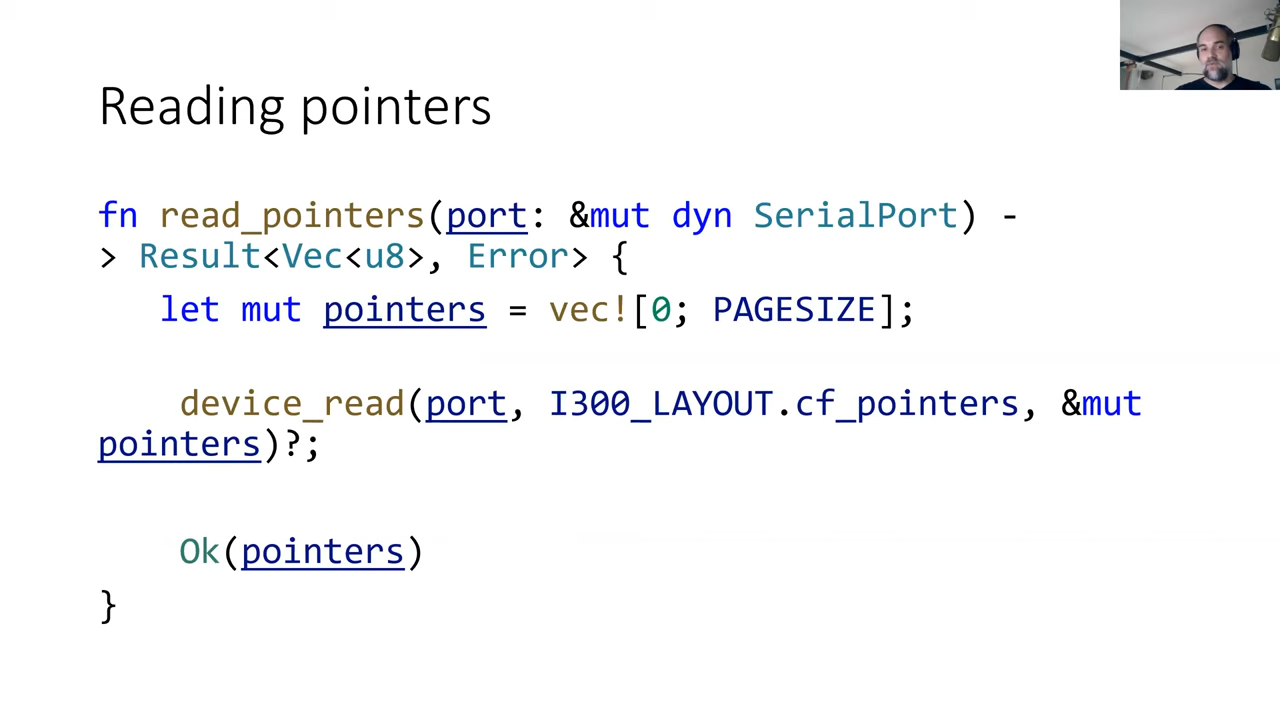 Reading pointers
fn read_pointers(port: &mut dyn SerialPort) -
> Result<Vec<u8>, Error> {
let mut pointers = vec![0; PAGESIZE];
device_read(port, I300_LAYOUT.cf_pointers, &mut
pointers)?;
Ok(pointers)
}